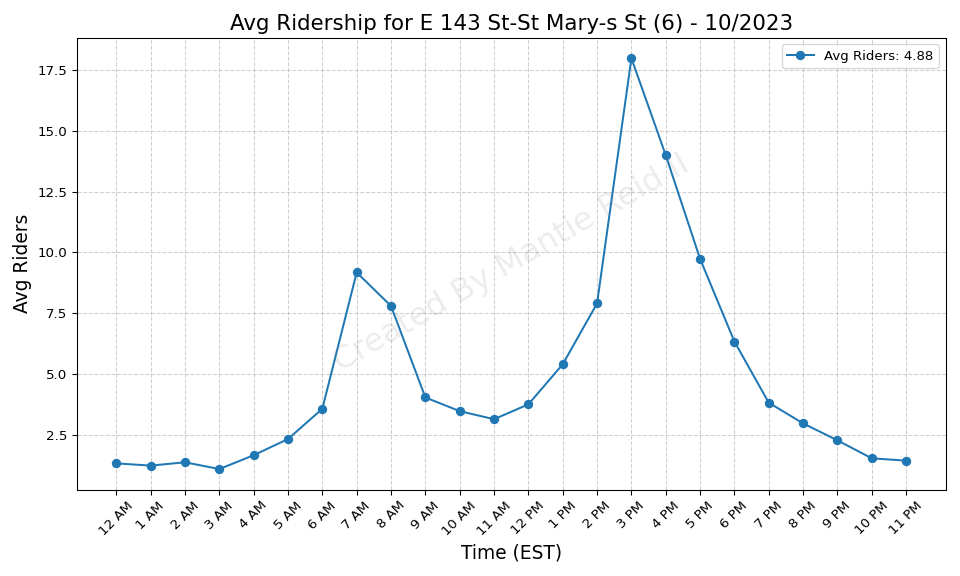 Avg Ridership for E 143 St-St Mary-s St (6) - 10/2023
Avg Riders: 4.88
17.5
15.0
12.5
10.0
7.5
5.0
2.5
Avg Riders
Created By Mantie Reid II
12 AM
1 AM
2 AM
3 AM
4 AM
5 AM
6 AM
7 AM
8 AM
9 AM
10 AM
11 AM
12 PM
1 PM
2 PM
3 PM
4 PM
5 PM
6 PM
7 PM
8 PM
9 PM
10 PM
11 PM
Time (EST)